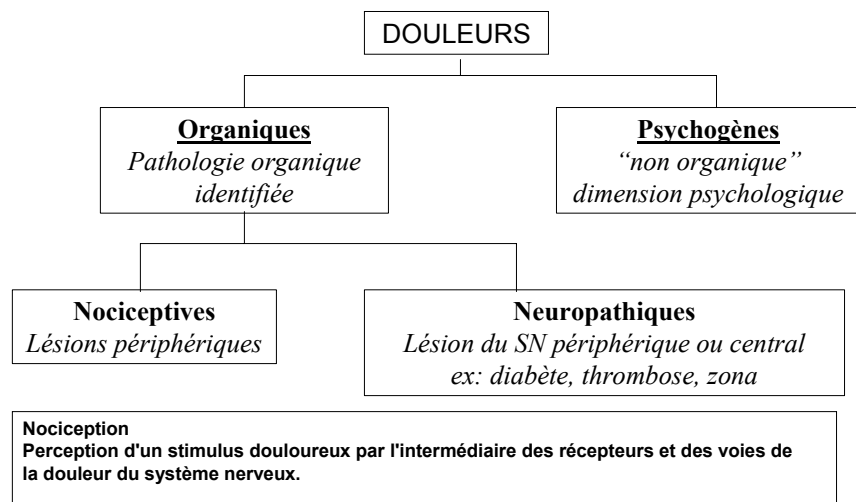 DOULEURS
Organiques
Pathologie organique
identifiée
Psychogènes
“non organique”
dimension psychologique
Nociceptives
Lésions périphériques
Neuropathiques
Lésion du SN périphérique ou central
ex: diabète, thrombose, zona
Nociception
Perception d'un stimulus douloureux par l'intermédiaire des récepteurs et des voies de
la douleur du système nerveux.